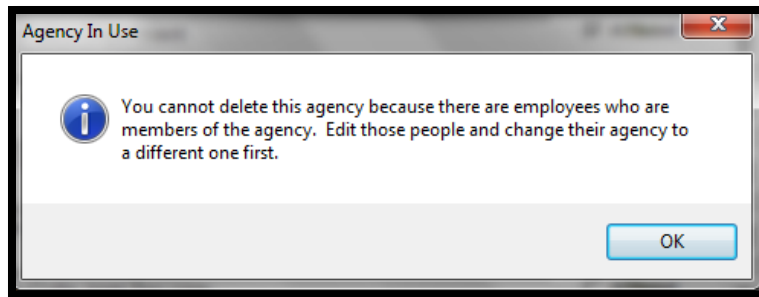 Agency In Use
You cannot delete this agency because there are employees who are
members of the agency.  Edit those people and change their agency to
a different one first.
OK